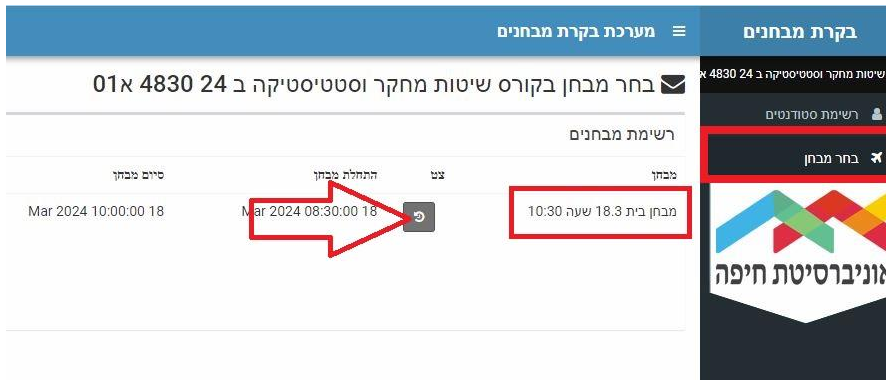 בקרת מבחנים
מערכת בקרת מבחנים
שיטות מחקר וסטטיסטיקה ב 24 4830 א
רשימת סטודנטים
בחר מבחן
אוניברסיטת חיפה
בחר מבחן בקורס שיטות מחקר וסטטיסטיקה ב 24 4830 א01
רשימת מבחנים
מבחן צט התחלת מבחן סיום מבחן
מבחן בית 18.3 שעה 10:30 18 Mar 2024 08:30:00 18 Mar 2024 10:00:00